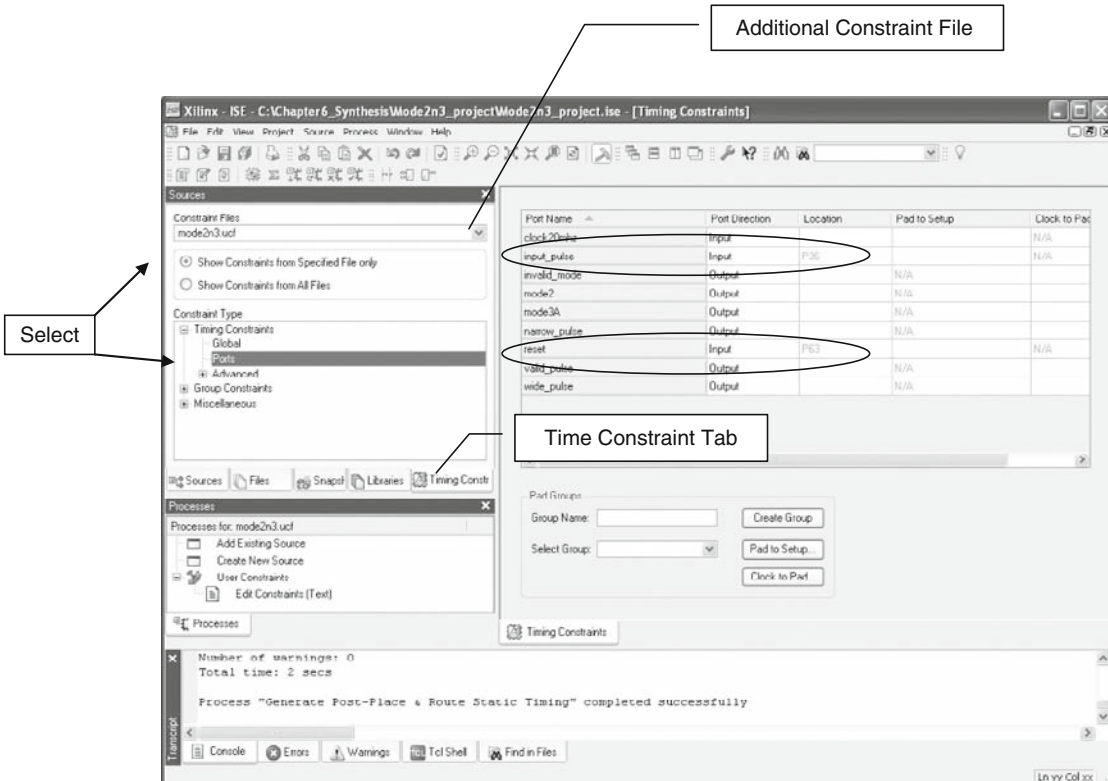 Additional Constraint File
Xilinx - ISE - C:\Chapter6_Synthesis\Mode2n3_project\Mode2n3_project.ise - [Timing Constraints]
File Edit View Project Source Process Window Help
Sources
Constraint Files
mode2n3.ucf
Show Constraints from Specified File only
Show Constraints from All Files
Constraint Type
Timing Constraints
Global
Ports
Advanced
Group Constraints
Miscellaneous
Select
Port Name Port Direction Location Pad to Setup Clock to Pad
clock20mhz Input N/A
input_pulse Input N/A
invalid_mode Output N/A
mode2 Output N/A
mode3A Output N/A
narrow_pulse Output N/A
reset Input P63 N/A
valid_pulse Output N/A
wide_pulse Output N/A
Time Constraint Tab
Sources Files Snapsh Libraries Timing Constr
Processes
Processes for: mode2n3.ucf
Add Existing Source
Create New Source
User Constraints
Edit Constraints (Text)
Processes
Pad Groups
Group Name: Create Group
Select Group: Pad to Setup...
Clock to Pad...
Timing Constraints
Number of warnings: 0
Total time: 2 secs
Process "Generate Post-Place & Route Static Timing" completed successfully
Transcript
Console Errors Warnings Tcl Shell Find in Files
Ln yy Col xx